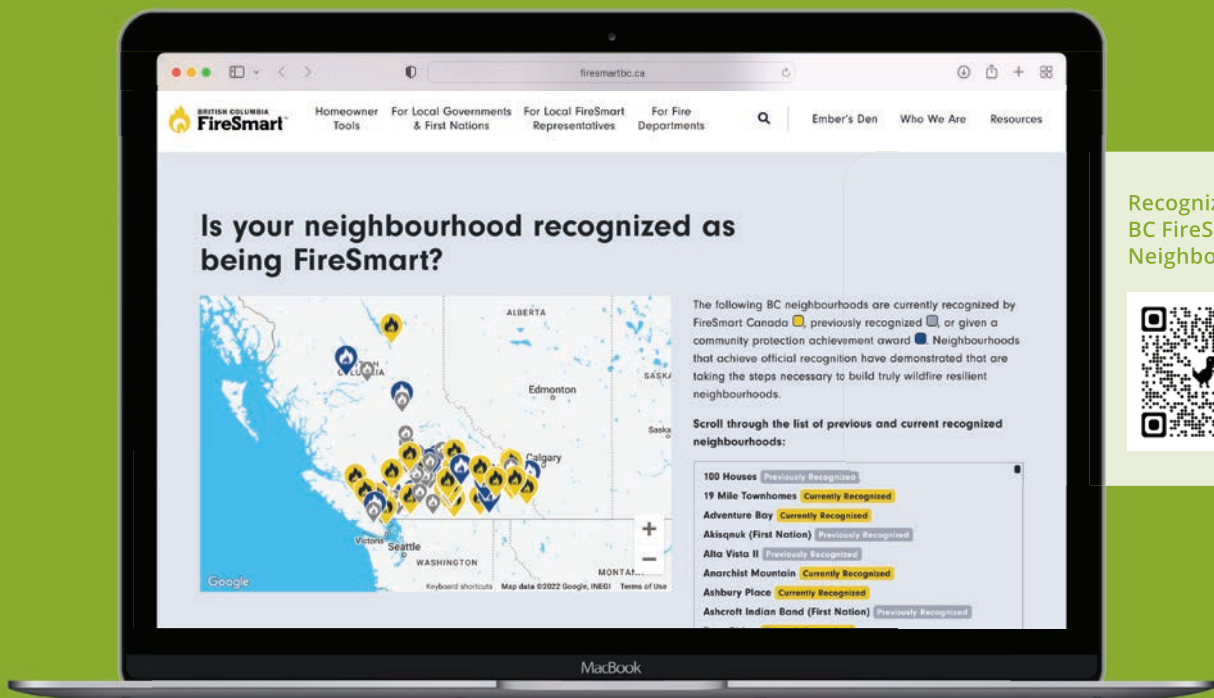 firesmartbc.ca
BRITISH COLUMBIA
FireSmart
Homeowner
Tools
For Local Governments
& First Nations
For Local FireSmart
Representatives
For Fire
Departments
Ember's Den
Who We Are
Resources
Is your neighbourhood recognized as
being FireSmart?
ALBERTA
Edmonton
Calgary
Victoria
Seattle
WASHINGTON
Google
Keyboard shortcuts
Map data ©2022 Google, INEGI
Terms of Use
The following BC neighbourhoods are currently recognized by
FireSmart Canada , previously recognized , or given a
community protection achievement award . Neighbourhoods
that achieve official recognition have demonstrated that are
taking the steps necessary to build truly wildfire resilient
neighbourhoods.
Scroll through the list of previous and current recognized
neighbourhoods:
100 Houses Previously Recognized
19 Mile Townhomes Currently Recognized
Adventure Bay Currently Recognized
Akisqnuk (First Nation) Previously Recognized
Alta Vista II Previously Recognized
Anarchist Mountain Currently Recognized
Ashbury Place Currently Recognized
Ashcroft Indian Band (First Nation) Previously Recognized
MacBook
Recogniz
BC FireS
Neighbo